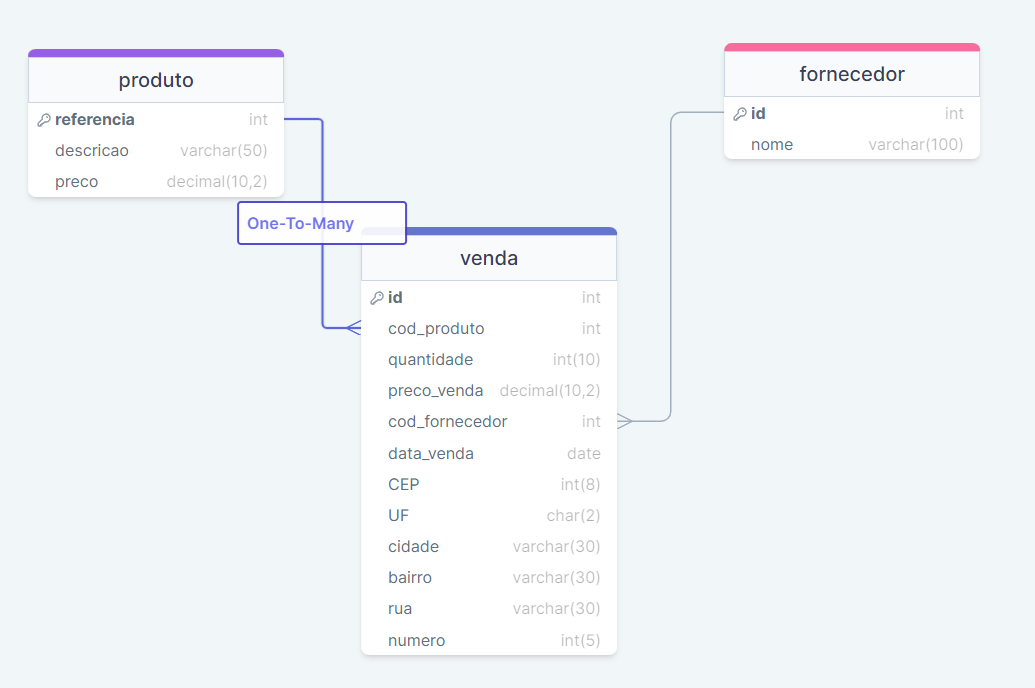 produto
referencia int
descricao varchar(50)
preco decimal(10,2)
fornecedor
id int
nome varchar(100)
One-To-Many
venda
id int
cod_produto int
quantidade int(10)
preco_venda decimal(10,2)
cod_fornecedor int
data_venda date
CEP int(8)
UF char(2)
cidade varchar(30)
bairro varchar(30)
rua varchar(30)
numero int(5)